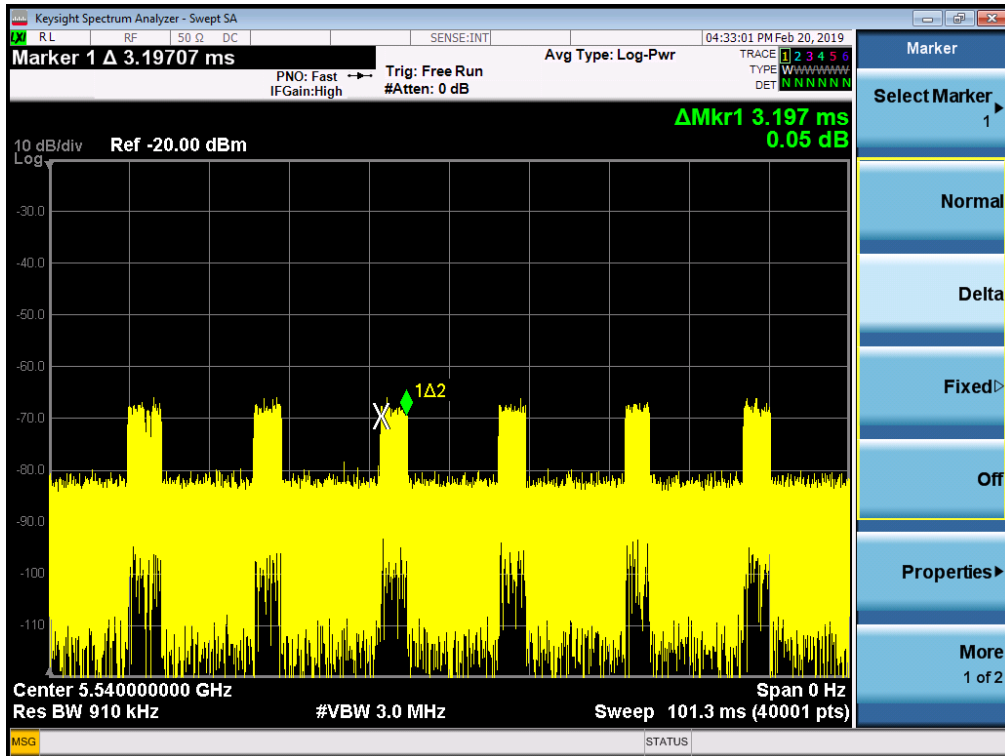 Keysight Spectrum Analyzer - Swept SA
LXI RL RF 50 Ω DC SENSE:INT 04:33:01 PM Feb 20, 2019
Marker 1 Δ 3.19707 ms
PNO: Fast
IFGain:High
Trig: Free Run
#Atten: 0 dB
Avg Type: Log-Pwr
TRACE 1 2 3 4 5 6
TYPE WWWWWW
DET N N N N N N
ΔMkr1 3.197 ms
0.05 dB
10 dB/div Ref -20.00 dBm
Log
-30.0
-40.0
-50.0
-60.0
-70.0
-80.0
-90.0
-100
-110
1Δ2
X
Center 5.540000000 GHz Span 0 Hz
Res BW 910 kHz #VBW 3.0 MHz Sweep 101.3 ms (40001 pts)
MSG STATUS
Marker
Select Marker
1
Normal
Delta
Fixed
Off
Properties
More
1 of 2